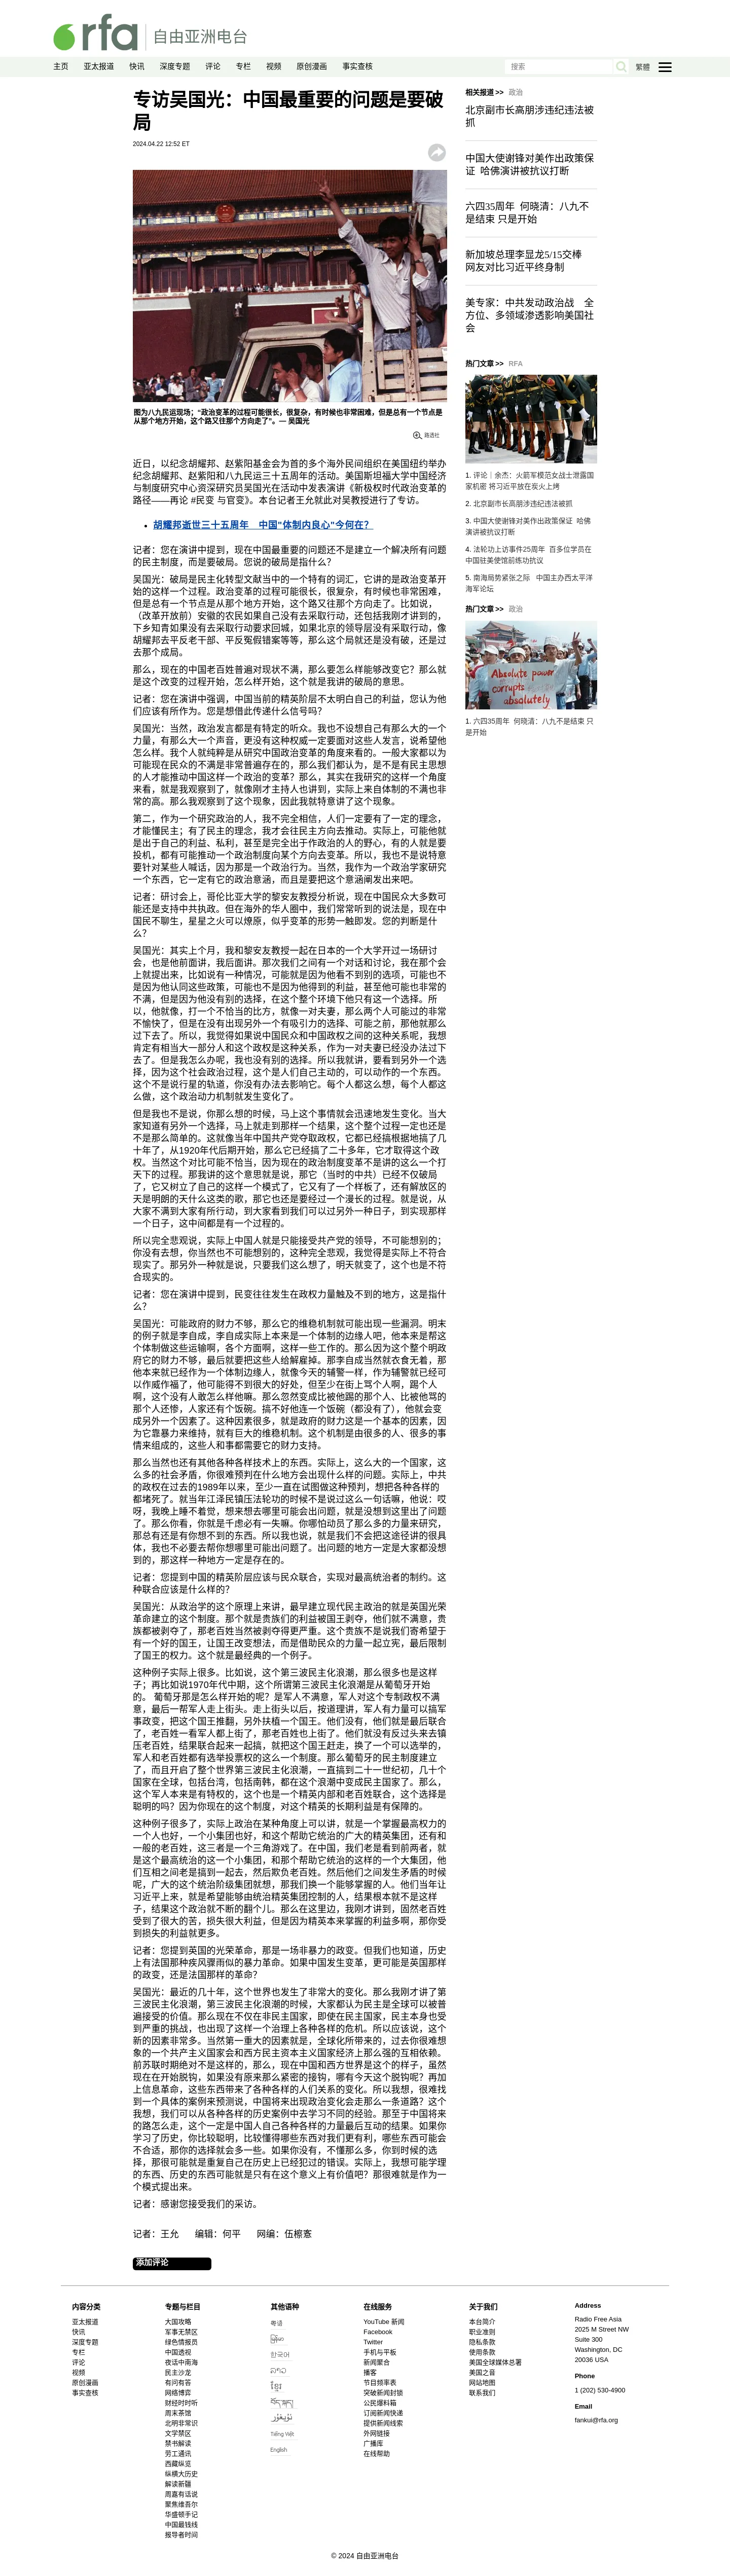 rfa 自由亚洲电台
主页 亚太报道 快讯 深度专题 评论 专栏 视频 原创漫画 事实查核 搜索 繁體
专访吴国光：中国最重要的问题是要破
局
2024.04.22 12:52 ET
图为八九民运现场；“政治变革的过程可能很长，很复杂，有时候也非常困难，但是总有一个节点是
从那个地方开始，这个路又往那个方向走了”。— 吴国光
路透社
近日，以纪念胡耀邦、赵紫阳基金会为首的多个海外民间组织在美国纽约举办
纪念胡耀邦、赵紫阳和八九民运三十五周年的活动。美国斯坦福大学中国经济
与制度研究中心资深研究员吴国光在活动中发表演讲《新极权时代政治变革的
路径——再论 #民变 与官变》。本台记者王允就此对吴教授进行了专访。
胡耀邦逝世三十五周年 中国"体制内良心"今何在？
记者：您在演讲中提到，现在中国最重要的问题还不是建立一个解决所有问题
的民主制度，而是要破局。您说的破局是指什么？
吴国光：破局是民主化转型文献当中的一个特有的词汇，它讲的是政治变革开
始的这样一个过程。政治变革的过程可能很长，很复杂，有时候也非常困难，
但是总有一个节点是从那个地方开始，这个路又往那个方向走了。比如说，
（改革开放前）安徽的农民如果自己没有去采取行动，还包括我刚才讲到的，
下乡知青如果没有去采取行动要求回城，如果北京的领导层没有采取行动，像
胡耀邦去平反老干部、平反冤假错案等等，那么这个局就还是没有破，还是过
去那个成局。
那么，现在的中国老百姓普遍对现状不满，那么要怎么样能够改变它？那么就
是这个改变的过程开始，怎么样开始，这个就是我讲的破局的意思。
记者：您在演讲中强调，中国当前的精英阶层不太明白自己的利益，您认为他
们应该有所作为。您是想借此传递什么信号吗？
吴国光：当然，政治发言都是有特定的听众。我也不设想自己有那么大的一个
力量，有那么大一个声音，更没有这种权威一定要面对这些人发言，说希望他
怎么样。我个人就纯粹是从研究中国政治变革的角度来看的。一般大家都以为
可能现在民众的不满是非常普遍存在的，那么我们都认为，是不是有民主思想
的人才能推动中国这样一个政治的变革？那么，其实在我研究的这样一个角度
来看，就是我观察到了，就像刚才主持人也讲到，实际上来自体制的不满也非
常的高。那么我观察到了这个现象，因此我就特意讲了这个现象。
第二，作为一个研究政治的人，我不完全相信，人们一定要有了一定的理念，
才能懂民主；有了民主的理念，我才会往民主方向去推动。实际上，可能他就
是出于自己的利益、私利，甚至是完全出于作政治人的野心，有的人就是要
投机，都有可能推动一个政治制度向某个方向去变革。所以，我也不是说特意
要针对某些人喊话，因为那是一个政治行为。当然，我作为一个政治学家研究
一个东西，它一定有它的政治意涵，而且是要把这个意涵阐发出来吧。
记者：研讨会上，哥伦比亚大学的黎安友教授分析说，现在中国民众大多数可
能还是支持中共执政。但在海外的华人圈中，我们常常听到的说法是，现在中
国民不聊生，星星之火可以燎原，似乎变革的形势一触即发。您的判断是什
么？
吴国光：其实上个月，我和黎安友教授一起在日本的一个大学开过一场研讨
会，也是他前面讲，我后面讲。那次我们之间有一个对话和讨论，我在那个会
上就提出来，比如说有一种情况，可能就是因为他看不到别的选项，可能也不
是因为他认同这些政策，可能也不是因为他得到的利益，甚至他可能也非常的
不满，但是因为他没有别的选择，在这个整个环境下他只有这一个选择。所
以，他就像，打一个不恰当的比方，就像一对夫妻，那么两个人可能过的非常
不愉快了，但是在没有出现另外一个有吸引力的选择、可能之前，那他就那么
过下去了。所以，我觉得如果说中国民众和中国政权之间的这种关系呢，我想
肯定有相当大一部分人和这个政权是这种关系，作为一对夫妻已经没办法过下
去了。但是我怎么办呢，我也没有别的选择。所以我就讲，要看到另外一个选
择，因为这个社会政治过程，这个是人们自己主动的，可以动作的一个东西。
这个不是说行星的轨道，你没有办法去影响它。每个人都这么想，每个人都这
么做，这个政治动力机制就发生变化了。
但是我也不是说，你那么想的时候，马上这个事情就会迅速地发生变化。当大
家知道有另外一个选择，马上就走到那样一个结果，这个整个过程一定也还是
不是那么简单的。这就像当年中国共产党夺取政权，它都已经搞根据地搞了几
十年了，从1920年代后期开始，那么它已经搞了二十多年，它才取得这个政
权。当然这个对比可能不恰当，因为现在的政治制度变革不是讲的这么一个打
天下的过程。那我讲的这个意思就是说，那它（当时的中共）已经不仅破局
了，它又树立了自己的这样一个模式了，它又有了一个样板了，还有解放区的
天是明朗的天什么这类的歌，那它也还是要经过一个漫长的过程。就是说，从
大家不满到大家有所行动，到大家看到我们可以过另外一种日子，到实现那样
一个日子，这中间都是有一个过程的。
所以完全悲观说，实际上中国人就是只能接受共产党的领导，不可能想别的；
你没有去想，你当然也不可能想别的，这种完全悲观，我觉得是实际上不符合
现实了。那另外一种就是说，只要我们这么想了，明天就变了，这个也是不符
合现实的。
记者：您在演讲中提到，民变往往发生在政权力量触及不到的地方，这是指什
么？
吴国光：可能政府的财力不够，那么它的维稳机制就可能出现一些漏洞。明末
的例子就是李自成，李自成实际上本来是一个体制的边缘人吧，他本来是帮这
个体制做这些运输啊，各个方面啊，这样一些工作的。那么因为这个整个明政
府它的财力不够，最后就要把这些人给解雇掉。那李自成当然就衣食无着，那
他本来就已经作为一个体制边缘人，就像今天的辅警一样，作为辅警就已经可
以作威作福了，他可能得不到很大的好处，但至少在街上骂个人啊，踢个人
啊，这个没有人敢怎么样他嘛。那么忽然变成比被他踢的那个人、比被他骂的
那个人还惨，人家还有个饭碗。搞不好他连一个饭碗（都没有了），他就会变
成另外一个因素了。这种因素很多，就是政府的财力这是一个基本的因素，因
为它靠暴力来维持，就有巨大的维稳机制。这个机制是由很多的人、很多的事
情来组成的，这些人和事都需要它的财力支持。
那么当然也还有其他各种各样技术上的东西。实际上，这么大的一个国家，这
么多的社会矛盾，你很难预判在什么地方会出现什么样的问题。实际上，中共
的政权在过去的1989年以来，至少一直在试图做这种预判，想把各种各样的
都堵死了。就当年江泽民镇压法轮功的时候不是说过这么一句话嘛，他说：哎
呀，我晚上睡不着觉，想来想去哪里可能会出问题，就是没想到这里出了问题
了。那么你看，你就是千虑必有一失嘛。你哪怕动员了那么多的力量来研究，
那总有还是有你想不到的东西。所以我也说，就是我们不会把这途径讲的很具
体，我也不必要去帮你想哪里可能出问题了。出问题的地方一定是大家都没想
到的，那这样一种地方一定是存在的。
记者：您提到中国的精英阶层应该与民众联合，实现对最高统治者的制约。这
种联合应该是什么样的？
吴国光：从政治学的这个原理上来讲，最早建立现代民主政治的就是英国光荣
革命建立的这个制度。那个就是贵族们的利益被国王剥夺，他们就不满意，贵
族都被剥夺了，那老百姓当然被剥夺得更严重。这个贵族不是说我们寄希望于
有一个好的国王，让国王改变想法，而是借助民众的力量一起立宪，最后限制
了国王的权力。这个就是最经典的一个例子。
这种例子实际上很多。比如说，这个第三波民主化浪潮，那么很多也是这样
子；再比如说1970年代中期，这个所谓第三波民主化浪潮是从葡萄牙开始
的。 葡萄牙那是怎么样开始的呢？是军人不满意，军人对这个专制政权不满
意，最后一帮军人走上街头。走上街头以后，按道理讲，军人有力量可以搞军
事政变，把这个国王推翻，另外扶植一个国王。他们没有，他们就是最后联合
了，老百姓一看军人都上街了，那老百姓也上街了。他们就没有反过头来去镇
压老百姓，结果联合起来一起搞，就把这个国王赶走，换了一个可以选举的，
军人和老百姓都有选举投票权的这么一个制度。那么葡萄牙的民主制度建立
了，而且开启了整个世界第三波民主化浪潮，一直搞到二十一世纪初，几十个
国家在全球，包括台湾，包括南韩，都在这个浪潮中变成民主国家了。那么，
这个军人本来是有特权的，这个也是一个精英内部和老百姓联合，这个选择是
聪明的吗？因为你现在的这个制度，对这个精英的长期利益是有保障的。
这种例子很多了，实际上政治在某种角度上可以讲，就是一个掌握最高权力的
一个人也好，一个小集团也好，和这个帮助它统治的广大的精英集团，还有和
一般的老百姓，这三者是一个三角游戏了。在中国，我们老是看到前两者，就
是这个最高统治的这一个小集团，和那个帮助它统治的这样的一个大集团，他
们互相之间老是搞到一起去，然后欺负老百姓。然后他们之间发生矛盾的时候
呢，广大的这个统治阶级集团就想，那我们换一个能够掌握的人。他们当年让
习近平上来，就是希望能够由统治精英集团控制的人，结果根本就不是这样
子，结果这个政治就不断的翻个儿。那么在这里边，我刚才讲到，固然老百姓
受到了很大的苦，损失很大利益，但是因为精英本来掌握的利益多啊，那你受
到损失的利益就更多。
记者：您提到英国的光荣革命，那是一场非暴力的政变。但我们也知道，历史
上有法国那种疾风骤雨似的暴力革命。如果中国发生变革，更可能是英国那样
的政变，还是法国那样的革命？
吴国光：最近的几十年，这个世界也发生了非常大的变化。那么我刚才讲了第
三波民主化浪潮，第三波民主化浪潮的时候，大家都认为民主是全球可以被普
遍接受的价值。那么现在不仅在非民主国家，即使在民主国家，民主本身也受
到严重的挑战，也出现了这样一个治理上各种各样的危机。所以应该说，这个
新的因素非常多。当然第一重大的因素就是，全球化所带来的，过去你很难想
象的一个共产主义国家会和西方民主资本主义国家经济上那么强的互相依赖。
前苏联时期绝对不是这样的，那么，现在中国和西方世界是这个的样子，虽然
现在在开始脱钩，如果没有原来那么紧密的接钩，哪有今天这个脱钩呢？再加
上信息革命，这些东西带来了各种各样的人们关系的变化。所以我想，很难找
到一个具体的案例来预测说，中国将来出现政治变化会走那么一条道路？这个
我想，我们可以从各种各样的历史案例中去学习不同的经验。那至于中国将来
的路怎么走，这个一定是中国人自己各种各样的力量最后互动的结果。如果你
学习了历史，你比较聪明，比较懂得哪些东西对我们更有利，哪些东西可能会
不合适，那你的选择就会多一些。如果你没有，不懂那么多，你到时候的选
择，那很可能就是重复自己在历史上已经犯过的错误。实际上，我想可能学理
的东西、历史的东西可能就是只有在这个意义上有价值吧？那很难就是作为一
个模式提出来。
记者：感谢您接受我们的采访。
记者：王允 编辑：何平 网编：伍檫愙
添加评论
相关报道 >> 政治
北京副市长高朋涉违纪违法被
抓
中国大使谢锋对美作出政策保
证 哈佛演讲被抗议打断
六四35周年 何晓清：八九不
是结束 只是开始
新加坡总理李显龙5/15交棒
网友对比习近平终身制
美专家：中共发动政治战 全
方位、多领域渗透影响美国社
会
热门文章 >> RFA
1. 评论｜余杰：火箭军模范女战士泄露国
家机密 将习近平放在炭火上烤
2. 北京副市长高朋涉违纪违法被抓
3. 中国大使谢锋对美作出政策保证 哈佛
演讲被抗议打断
4. 法轮功上访事件25周年 百多位学员在
中国驻美使馆前练功抗议
5. 南海局势紧张之际 中国主办西太平洋
海军论坛
热门文章 >> 政治
Absolute power
corrupts
absolutely
1. 六四35周年 何晓清：八九不是结束 只
是开始
内容分类
亚太报道
快讯
深度专题
专栏
评论
视频
原创漫画
事实查核
专题与栏目
大国攻略
军事无禁区
绿色情报员
中国透视
夜话中南海
民主沙龙
有问有答
网络博弈
财经时时听
周末茶馆
北明非常识
文学禁区
禁书解读
劳工通讯
西藏纵览
纵横大历史
解读新疆
周嘉有话说
聚焦维吾尔
华盛顿手记
中国最钱线
报导者时间
其他语种
粤语
မြန်မာ
한국어
ລາວ
ខ្មែរ
བོད་སྐད།
ئۇيغۇر
Tiếng Việt
English
在线服务
YouTube 新闻
Facebook
Twitter
手机与平板
新闻聚合
播客
节目频率表
突破新闻封锁
公民爆料箱
订阅新闻快递
提供新闻线索
外网链接
广播库
在线帮助
关于我们
本台简介
职业准则
隐私条款
使用条款
美国全球媒体总署
美国之音
网站地图
联系我们
Address
Radio Free Asia
2025 M Street NW
Suite 300
Washington, DC
20036 USA
Phone
1 (202) 530-4900
Email
fankui@rfa.org
© 2024 自由亚洲电台